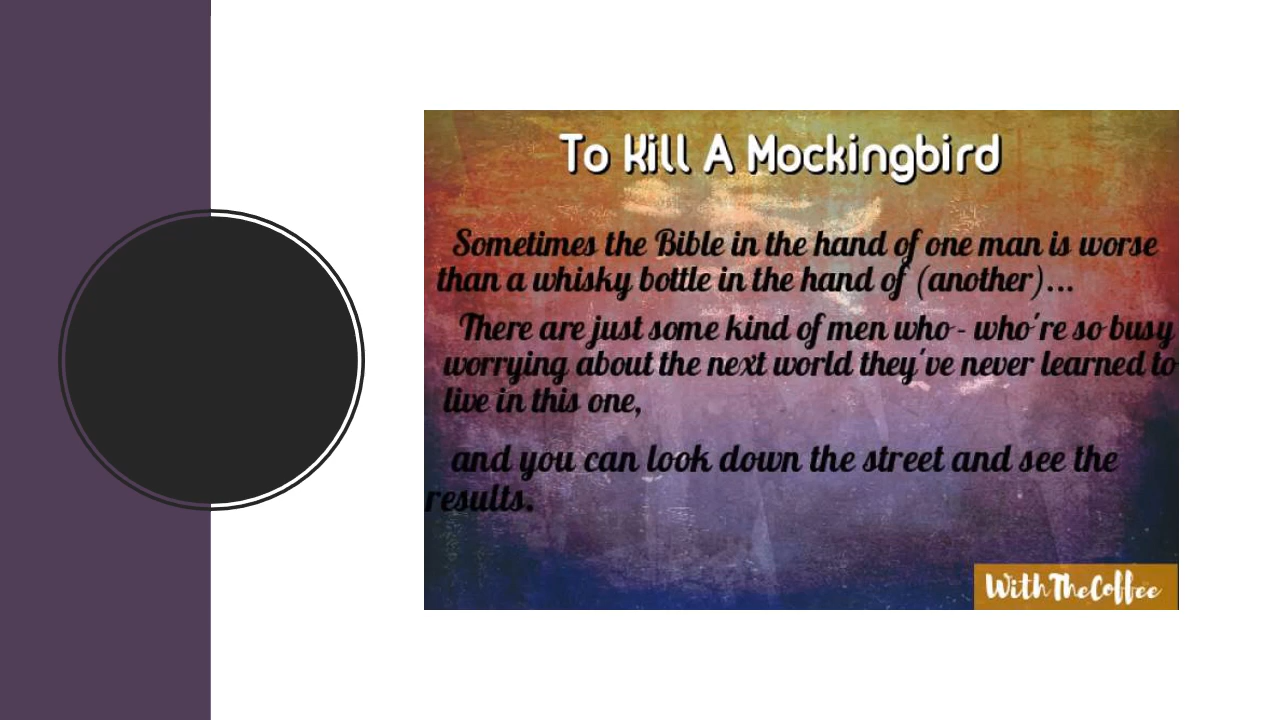 To Kill A Mockingbird
Sometimes the Bible in the hand of one man is worse
than a whisky bottle in the hand of (another)...
There are just some kind of men who - who're so busy
worrying about the next world they've never learned to
live in this one,
and you can look down the street and see the
results.
WithTheCoffee